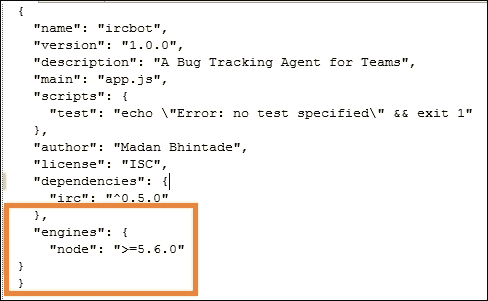 {
  "name": "ircbot",
  "version": "1.0.0",
  "description": "A Bug Tracking Agent for Teams",
  "main": "app.js",
  "scripts": {
    "test": "echo \"Error: no test specified\" && exit 1"
  },
  "author": "Madan Bhintade",
  "license": "ISC",
  "dependencies": {
    "irc": "^0.5.0"
  },
  "engines": {
    "node": ">=5.6.0"
}
}